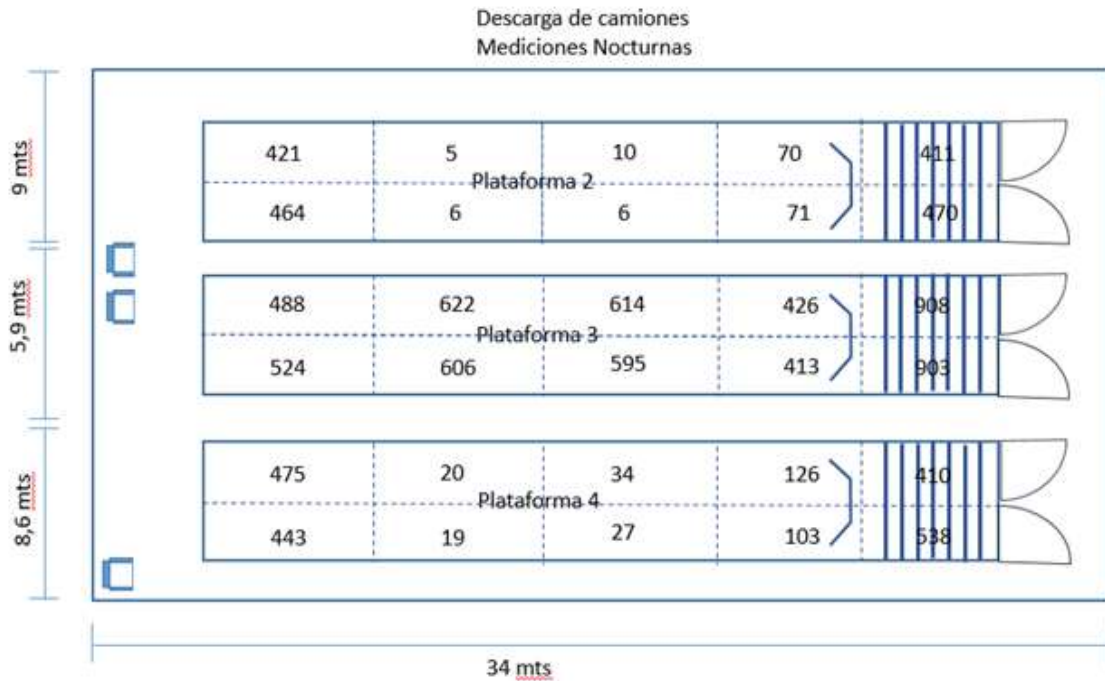 Descarga de camiones
Mediciones Nocturnas
9 mts
421 5 10 70 411
Plataforma 2
464 6 6 71 470
5,9 mts
488 622 614 426 908
Plataforma 3
524 606 595 413 903
8,6 mts
475 20 34 126 410
Plataforma 4
443 19 27 103 538
34 mts